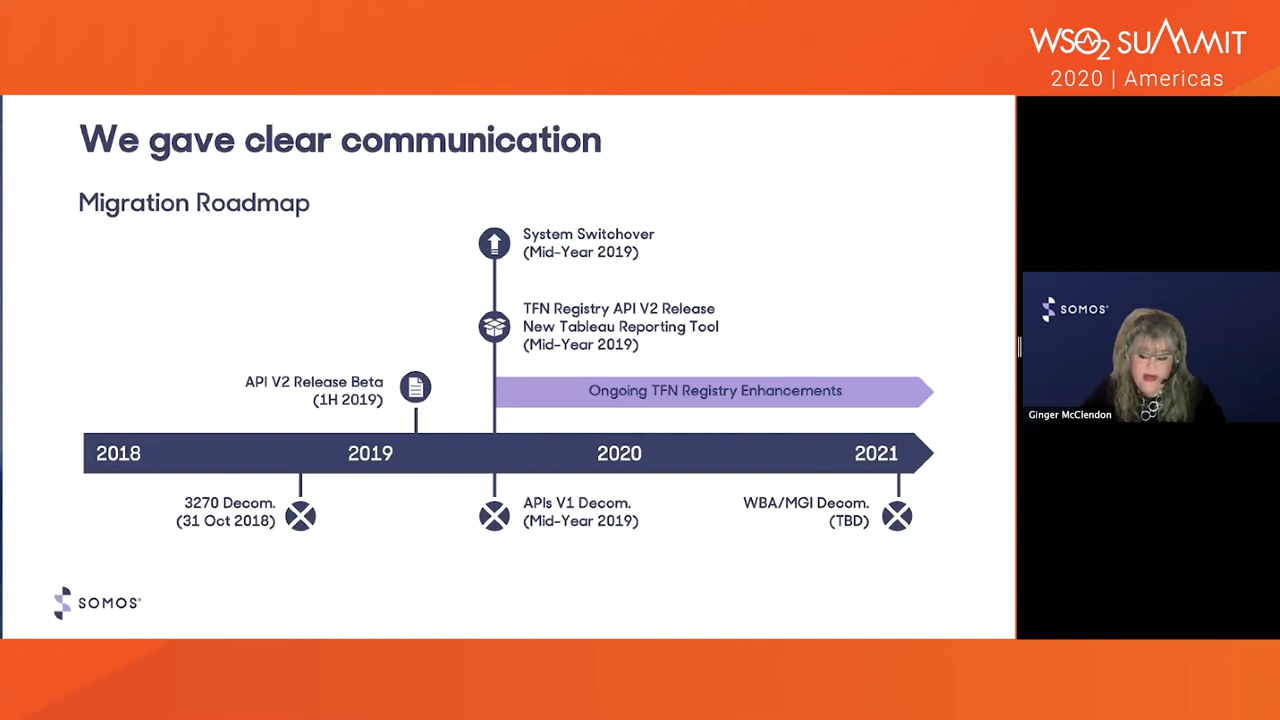 WSO2 SUMMIT
2020 | Americas
We gave clear communication
Migration Roadmap
System Switchover
(Mid-Year 2019)
TFN Registry API V2 Release
New Tableau Reporting Tool
(Mid-Year 2019)
API V2 Release Beta
(1H 2019)
Ongoing TFN Registry Enhancements
2018 2019 2020 2021
3270 Decom.
(31 Oct 2018)
APIs V1 Decom.
(Mid-Year 2019)
WBA/MGI Decom.
(TBD)
SOMOS®
SOMOS®
Ginger McClendon